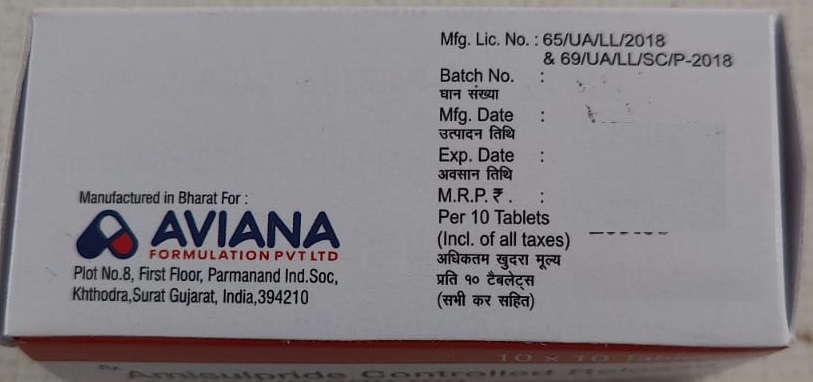 Mfg. Lic. No. : 65/UA/LL/2018
& 69/UA/LL/SC/P-2018
Batch No. :
घान संख्या
Mfg. Date :
उत्पादन तिथि
Exp. Date :
अवसान तिथि
M.R.P. ₹ . :
Per 10 Tablets
(Incl. of all taxes)
अधिकतम खुदरा मूल्य
प्रति १० टैबलेट्स
(सभी कर सहित)
Manufactured in Bharat For :
AVIANA
FORMULATION PVT LTD
Plot No.8, First Floor, Parmanand Ind.Soc,
Khthodra,Surat Gujarat, India,394210
10 x 10 Tablets
Amisulpride Controlled Release